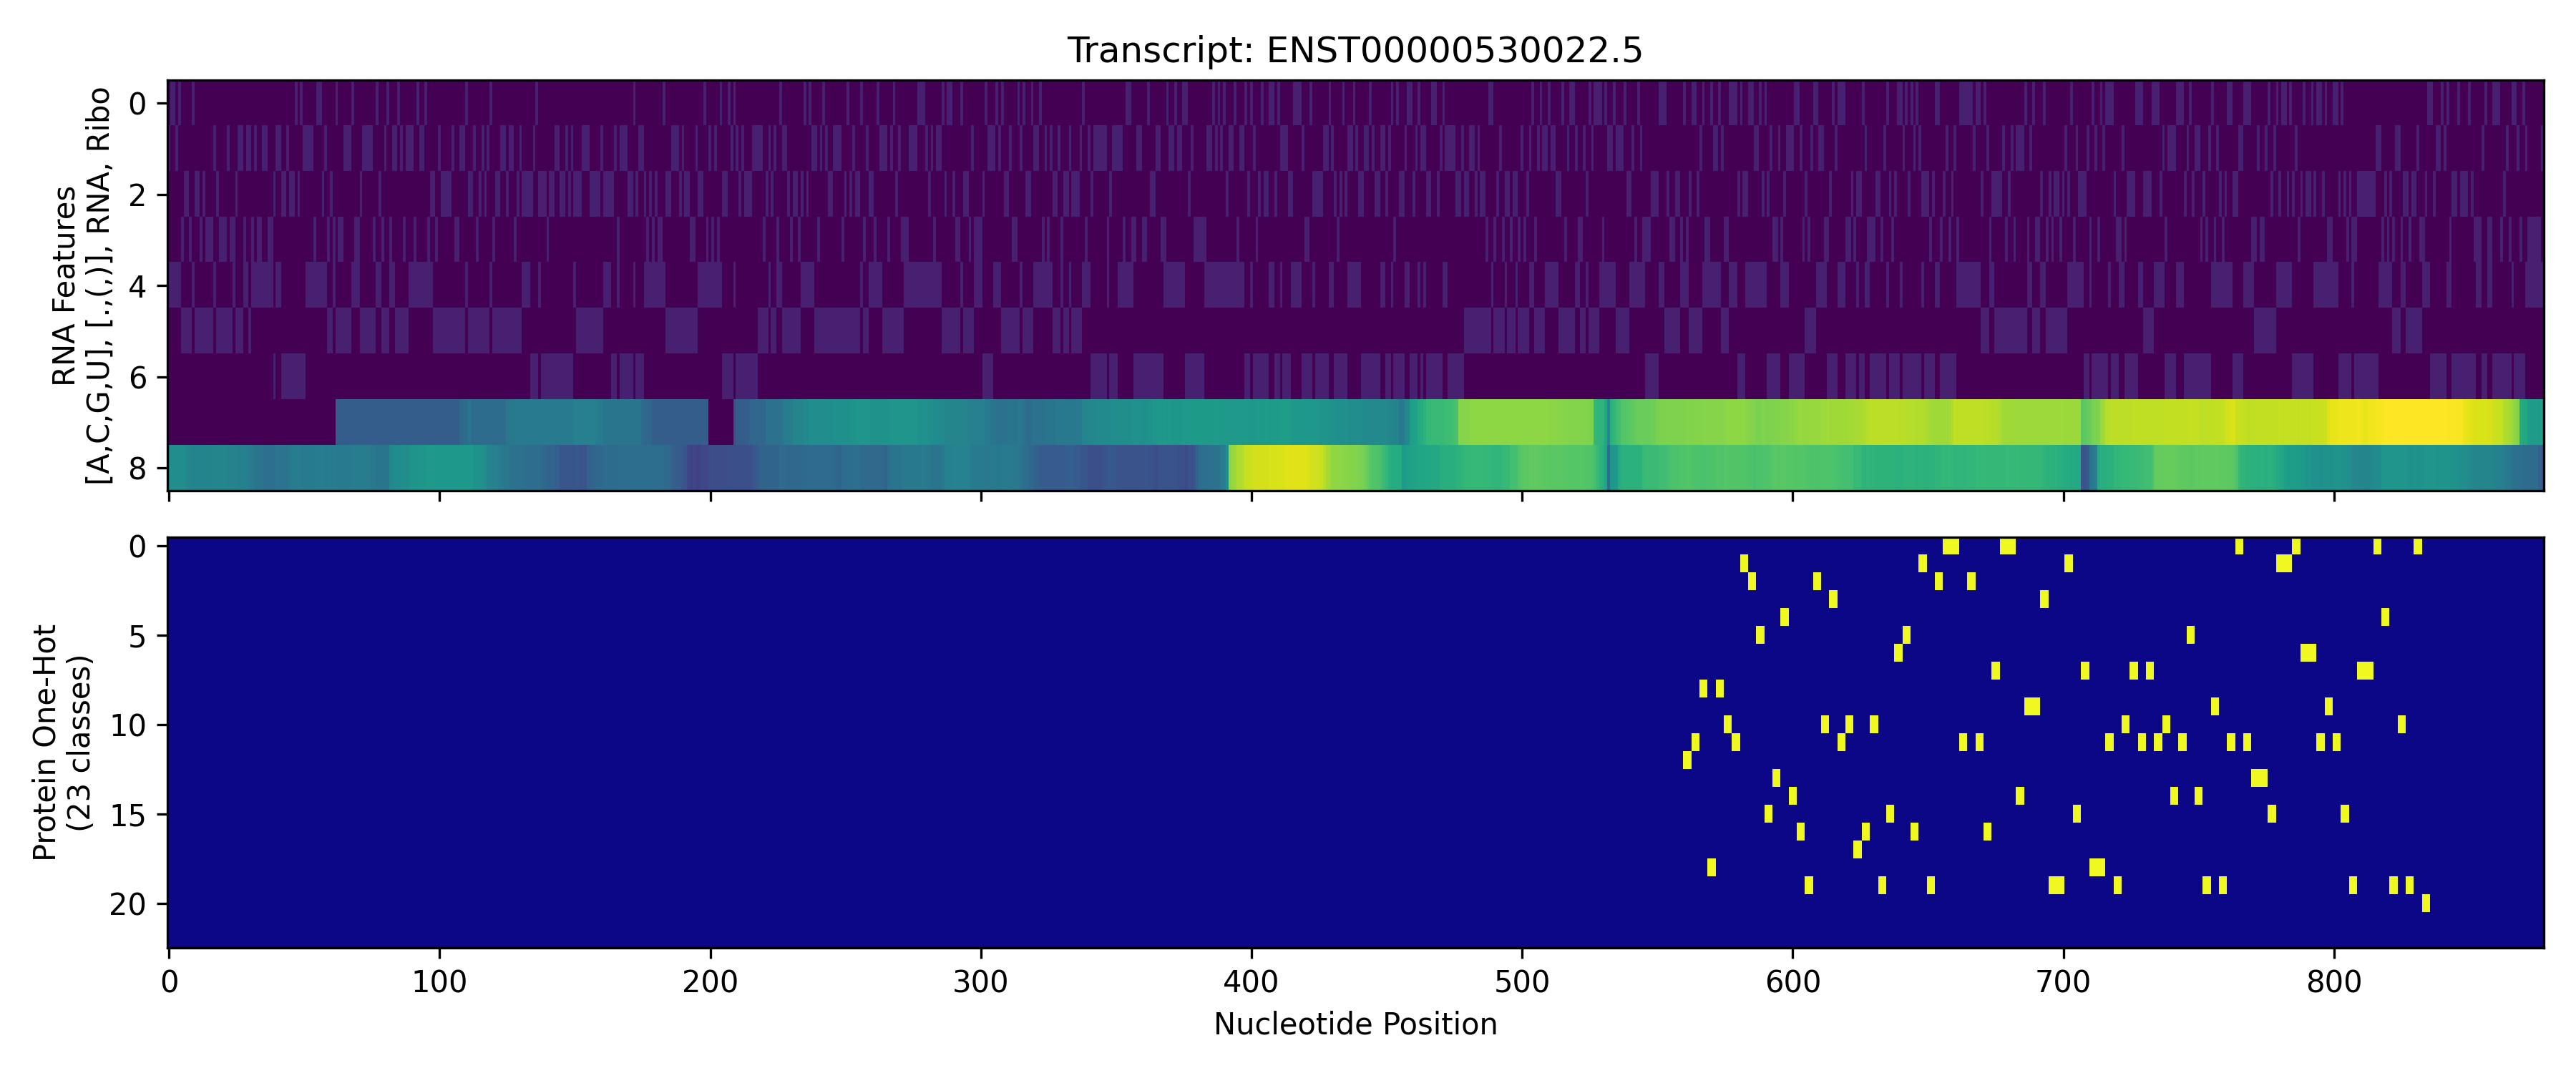 Transcript: ENST00000530022.5
RNA Features
[A,C,G,U], [.,(,)], RNA, Ribo
0
2
4
6
8
Protein One-Hot
(23 classes)
0
5
10
15
20
0 100 200 300 400 500 600 700 800
Nucleotide Position